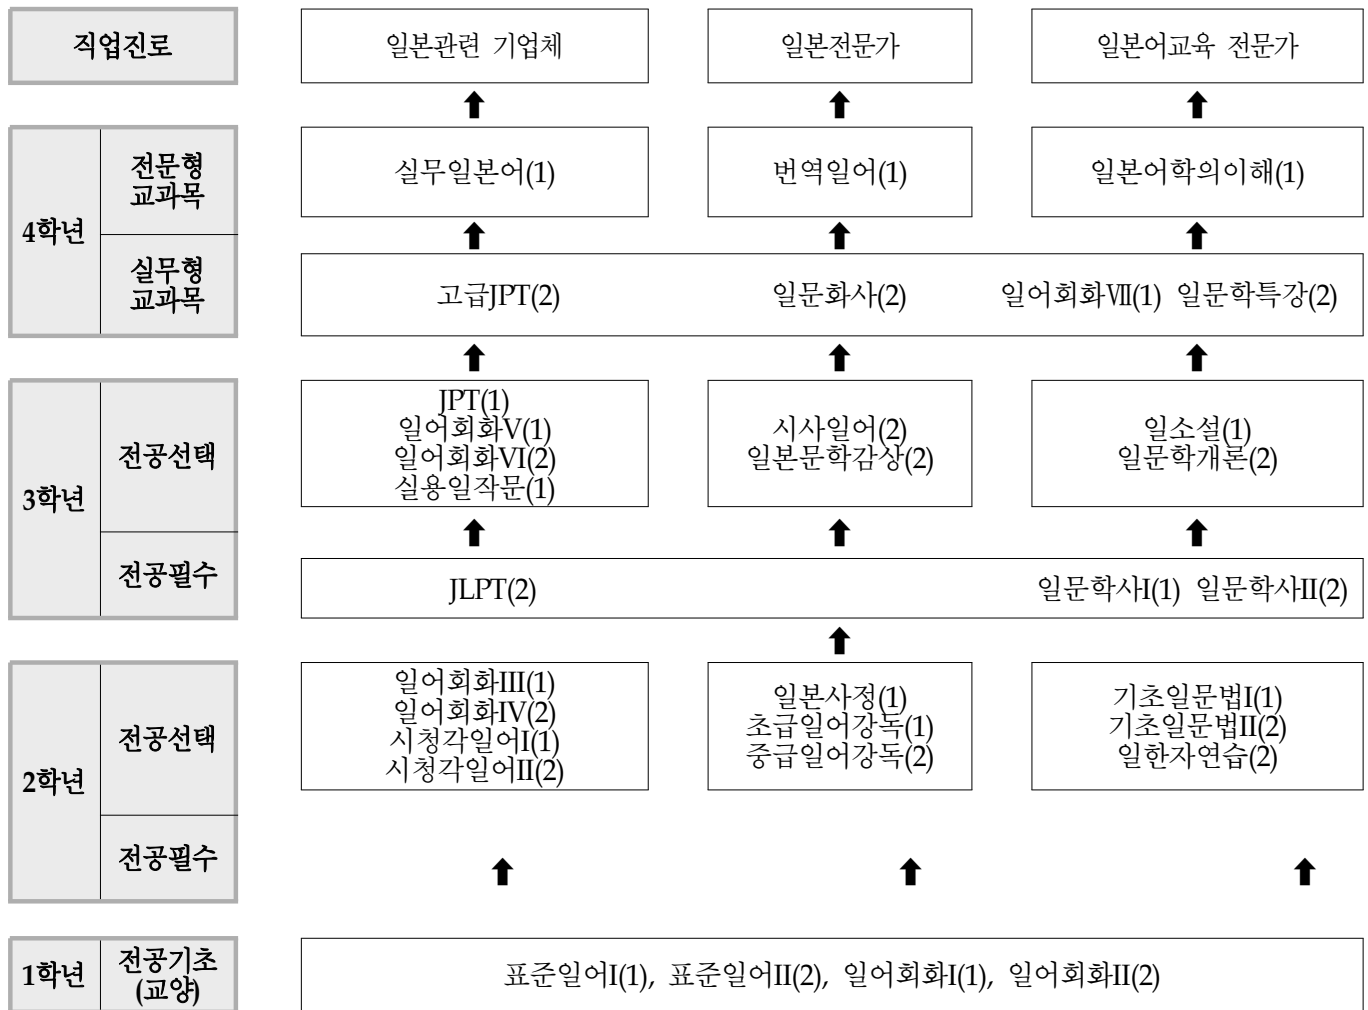 직업진로
일본관련 기업체
일본전문가
일본어교육 전문가
4학년
전문형
교과목
실무일본어(1)
번역일어(1)
일본어학의이해(1)
실무형
교과목
고급JPT(2)
일문화사(2)
일어회화Ⅶ(1) 일문학특강(2)
3학년
전공선택
JPT(1)
일어회화V(1)
일어회화VI(2)
실용일작문(1)
시사일어(2)
일본문학감상(2)
일소설(1)
일문학개론(2)
전공필수
JLPT(2)
일문학사I(1) 일문학사II(2)
2학년
전공선택
일어회화III(1)
일어회화IV(2)
시청각일어I(1)
시청각일어II(2)
일본사정(1)
초급일어강독(1)
중급일어강독(2)
기초일문법I(1)
기초일문법II(2)
일한자연습(2)
전공필수
1학년
전공기초
(교양)
표준일어I(1), 표준일어II(2), 일어회화I(1), 일어회화II(2)